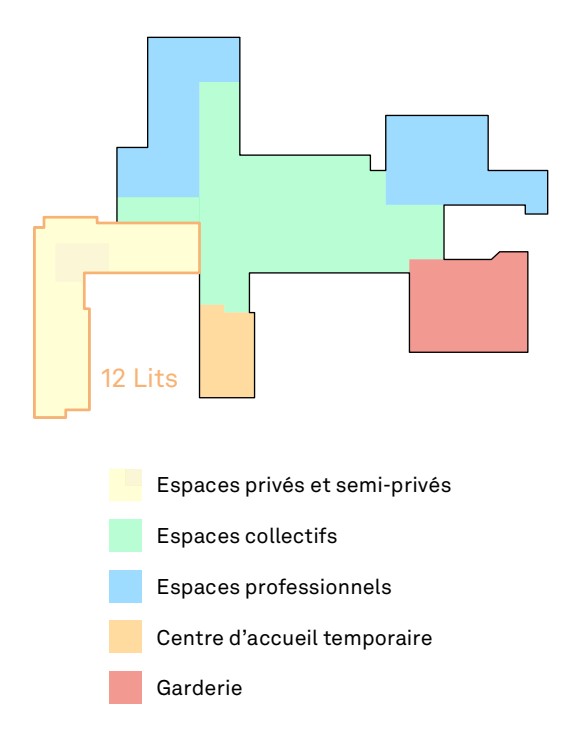 12 Lits
Espaces privés et semi-privés
Espaces collectifs
Espaces professionnels
Centre d’accueil temporaire
Garderie